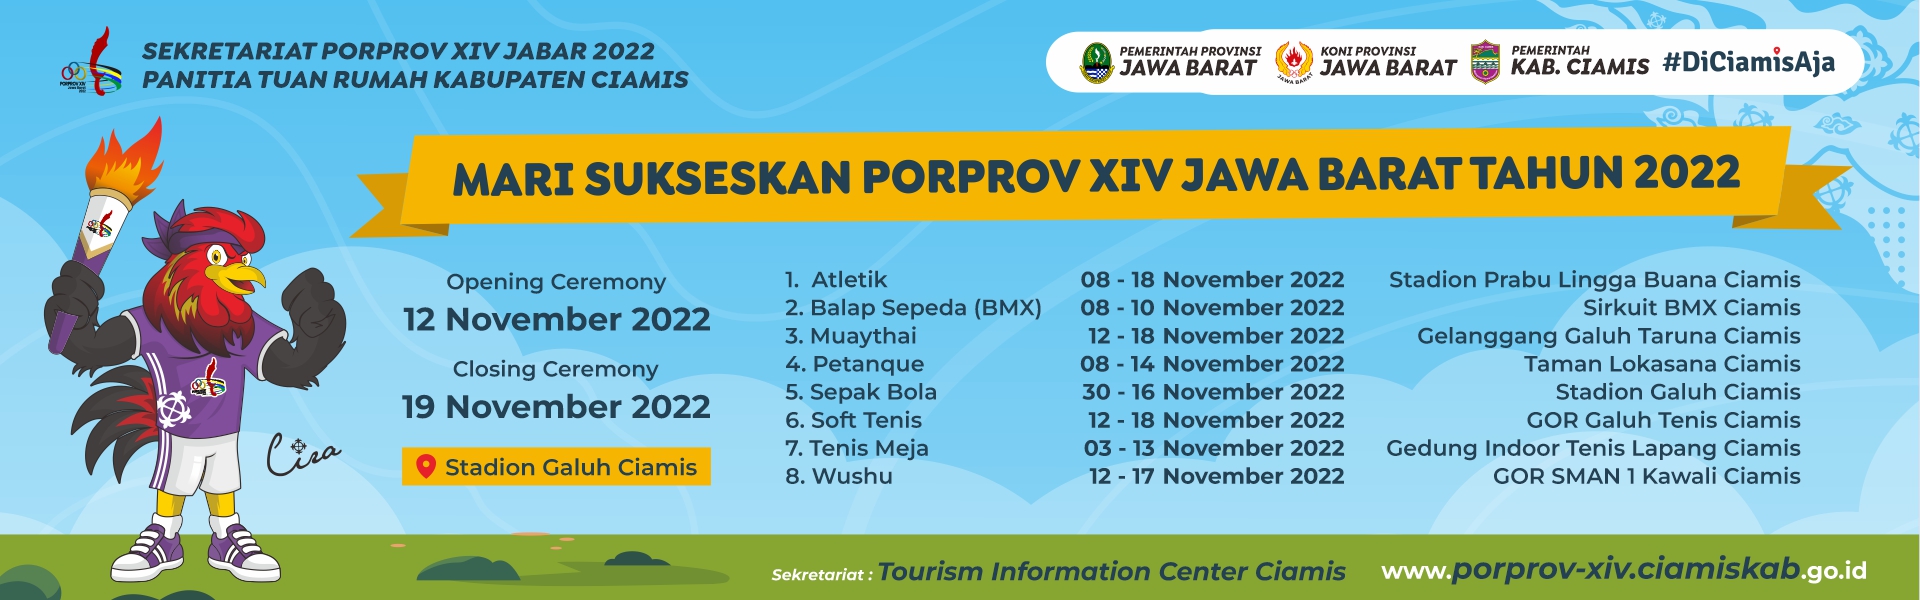 SEKRETARIAT PORPROV XIV JABAR 2022
PANITIA TUAN RUMAH KABUPATEN CIAMIS
PEMERINTAH PROVINSI
JAWA BARAT
KONI PROVINSI
JAWA BARAT
PEMERINTAH
KAB. CIAMIS
#DiCiamisAja
MARI SUKSESKAN PORPROV XIV JAWA BARAT TAHUN 2022
Opening Ceremony
12 November 2022
Closing Ceremony
19 November 2022
Stadion Galuh Ciamis
1. Atletik 08 - 18 November 2022 Stadion Prabu Lingga Buana Ciamis
2. Balap Sepeda (BMX) 08 - 10 November 2022 Sirkuit BMX Ciamis
3. Muaythai 12 - 18 November 2022 Gelanggang Galuh Taruna Ciamis
4. Petanque 08 - 14 November 2022 Taman Lokasana Ciamis
5. Sepak Bola 30 - 16 November 2022 Stadion Galuh Ciamis
6. Soft Tenis 12 - 18 November 2022 GOR Galuh Tenis Ciamis
7. Tenis Meja 03 - 13 November 2022 Gedung Indoor Tenis Lapang Ciamis
8. Wushu 12 - 17 November 2022 GOR SMAN 1 Kawali Ciamis
Cira
Sekretariat : Tourism Information Center Ciamis
www.porprov-xiv.ciamiskab.go.id